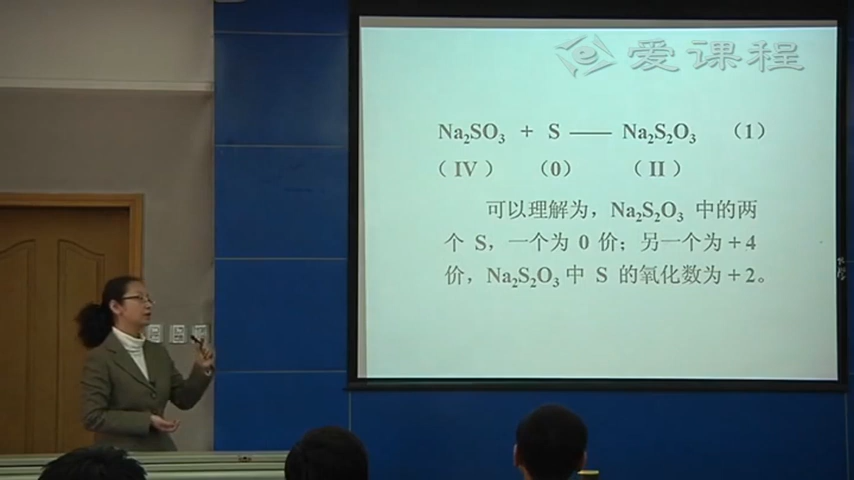 爱课程
Na₂SO₃ + S —— Na₂S₂O₃ （1）
（ IV ） （0） （ II ）
可以理解为，Na₂S₂O₃ 中的两
个 S，一个为 0 价；另一个为 + 4
价，Na₂S₂O₃ 中 S 的氧化数为 + 2。